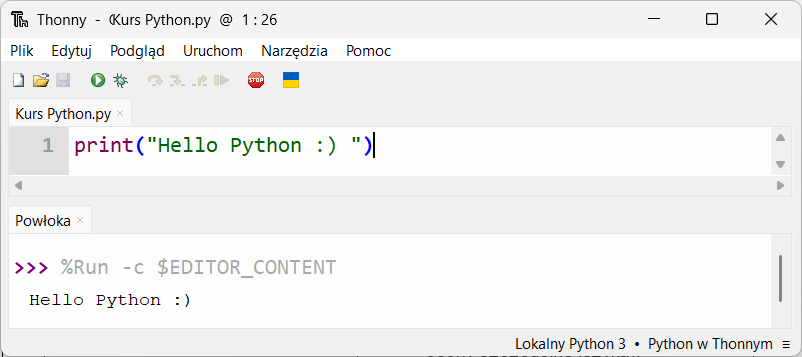 Thonny - Kurs Python.py @ 1 : 26
Plik Edytuj Podgląd Uruchom Narzędzia Pomoc
STOP
Kurs Python.py ×
1 print("Hello Python :) ")
Powłoka ×
>>> %Run -c $EDITOR_CONTENT
Hello Python :)
Lokalny Python 3 • Python w Thonnym ≡